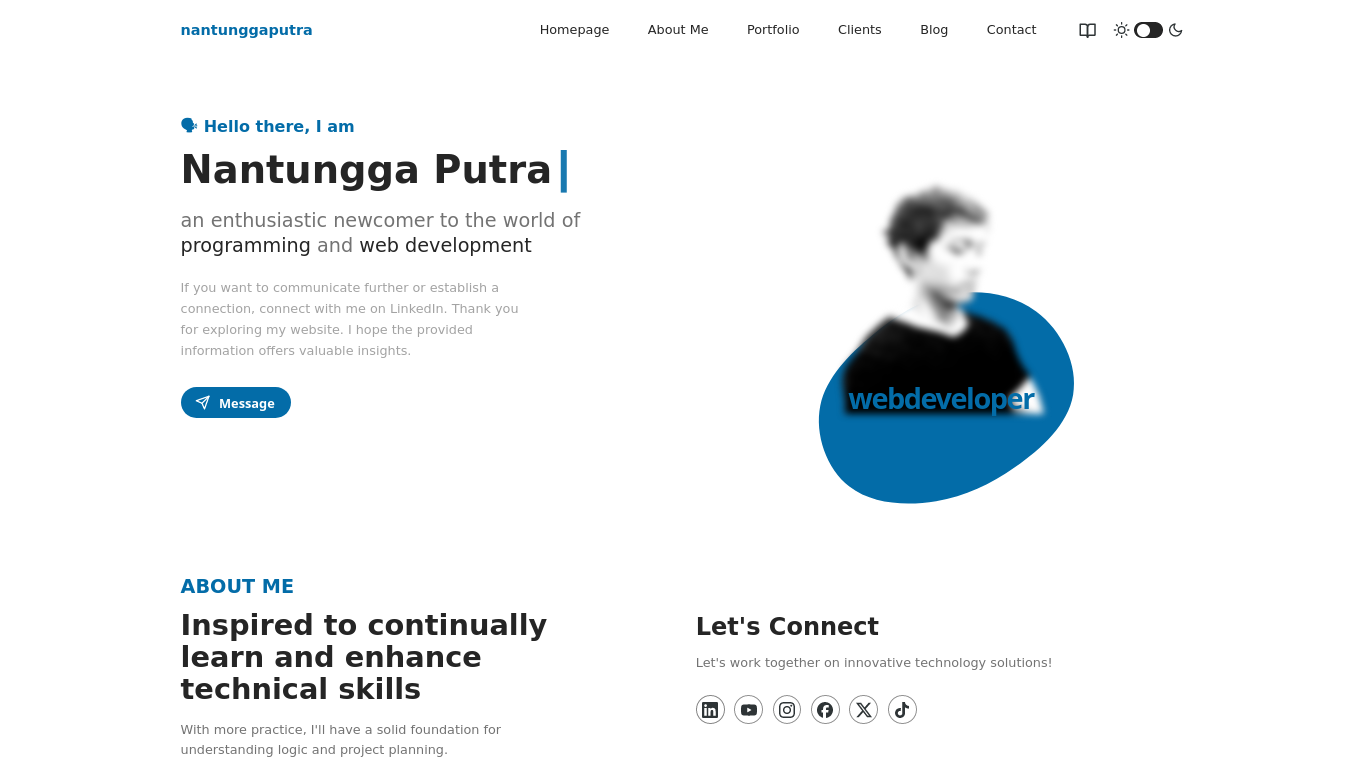 nantunggaputra
Homepage
About Me
Portfolio
Clients
Blog
Contact
🗣 Hello there, I am
Nantungga Putra|
an enthusiastic newcomer to the world of
programming and web development
If you want to communicate further or establish a
connection, connect with me on LinkedIn. Thank you
for exploring my website. I hope the provided
information offers valuable insights.
Message
webdeveloper
ABOUT ME
Inspired to continually
learn and enhance
technical skills
With more practice, I'll have a solid foundation for
understanding logic and project planning.
Let's Connect
Let's work together on innovative technology solutions!